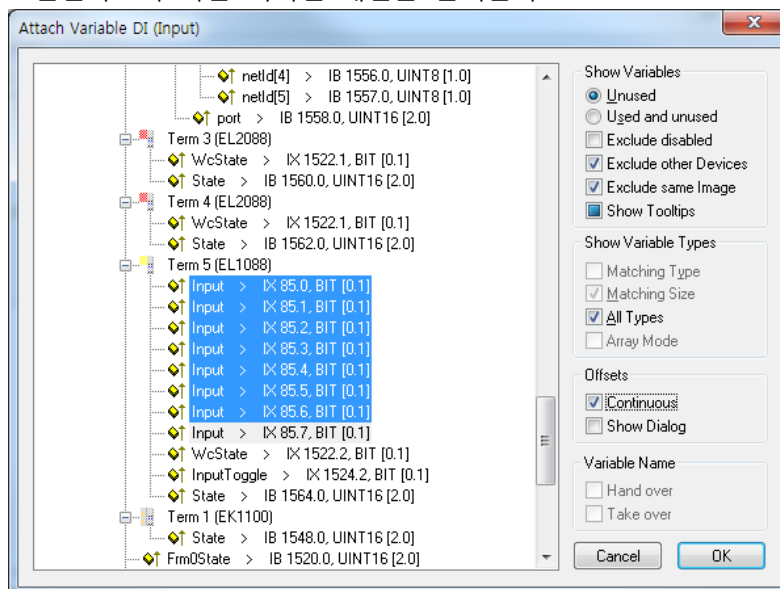 Attach Variable DI (Input)
netId[4] > IB 1556.0, UINT8 [1.0]
netId[5] > IB 1557.0, UINT8 [1.0]
port > IB 1558.0, UINT16 [2.0]
Term 3 (EL2088)
WcState > IX 1522.1, BIT [0.1]
State > IB 1560.0, UINT16 [2.0]
Term 4 (EL2088)
WcState > IX 1522.1, BIT [0.1]
State > IB 1562.0, UINT16 [2.0]
Term 5 (EL1088)
Input > IX 85.0, BIT [0.1]
Input > IX 85.1, BIT [0.1]
Input > IX 85.2, BIT [0.1]
Input > IX 85.3, BIT [0.1]
Input > IX 85.4, BIT [0.1]
Input > IX 85.5, BIT [0.1]
Input > IX 85.6, BIT [0.1]
Input > IX 85.7, BIT [0.1]
WcState > IX 1522.2, BIT [0.1]
InputToggle > IX 1524.2, BIT [0.1]
State > IB 1564.0, UINT16 [2.0]
Term 1 (EK1100)
State > IB 1548.0, UINT16 [2.0]
Frm0State > IB 1520.0, UINT16 [2.0]
Show Variables
Unused
Used and unused
Exclude disabled
Exclude other Devices
Exclude same Image
Show Tooltips
Show Variable Types
Matching Type
Matching Size
All Types
Array Mode
Offsets
Continuous
Show Dialog
Variable Name
Hand over
Take over
Cancel
OK